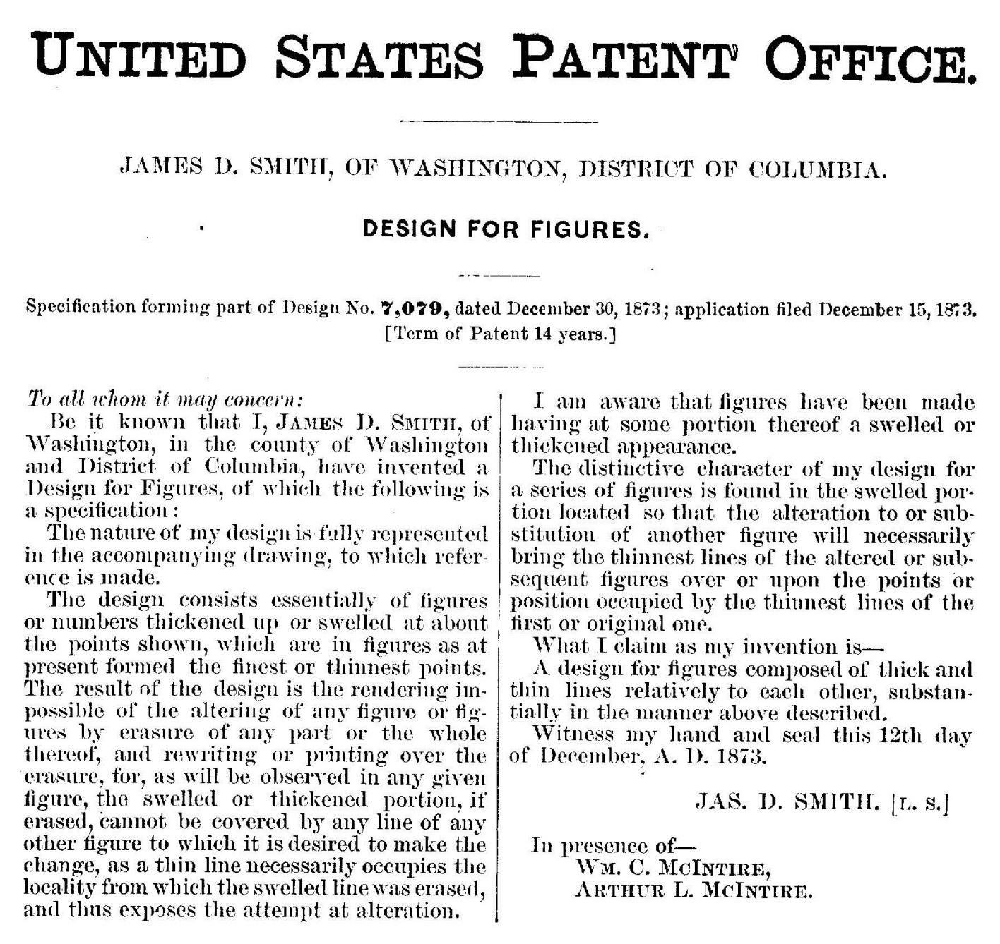 UNITED STATES PATENT OFFICE.
JAMES D. SMITH, OF WASHINGTON, DISTRICT OF COLUMBIA.
DESIGN FOR FIGURES.
Specification forming part of Design No. 7,079, dated December 30, 1873; application filed December 15, 1873.
[Term of Patent 14 years.]
To all whom it may concern:
Be it known that I, JAMES D. SMITH, of
Washington, in the county of Washington
and District of Columbia, have invented a
Design for Figures, of which the following is
a specification:
The nature of my design is fully represented
in the accompanying drawing, to which refer-
ence is made.
The design consists essentially of figures
or numbers thickened up or swelled at about
the points shown, which are in figures as at
present formed the finest or thinnest points.
The result of the design is the rendering im-
possible of the altering of any figure or fig-
ures by erasure of any part or the whole
thereof, and rewriting or printing over the
erasure, for, as will be observed in any given
figure, the swelled or thickened portion, if
erased, cannot be covered by any line of any
other figure to which it is desired to make the
change, as a thin line necessarily occupies the
locality from which the swelled line was erased,
and thus exposes the attempt at alteration.
I am aware that figures have been made
having at some portion thereof a swelled or
thickened appearance.
The distinctive character of my design for
a series of figures is found in the swelled por-
tion located so that the alteration to or sub-
stitution of another figure will necessarily
bring the thinnest lines of the altered or sub-
sequent figures over or upon the points or
position occupied by the thinnest lines of the
first or original one.
What I claim as my invention is—
A design for figures composed of thick and
thin lines relatively to each other, substan-
tially in the manner above described.
Witness my hand and seal this 12th day
of December, A. D. 1873.
JAS. D. SMITH. [L. S.]
In presence of—
WM. C. MCINTIRE,
ARTHUR L. MCINTIRE.